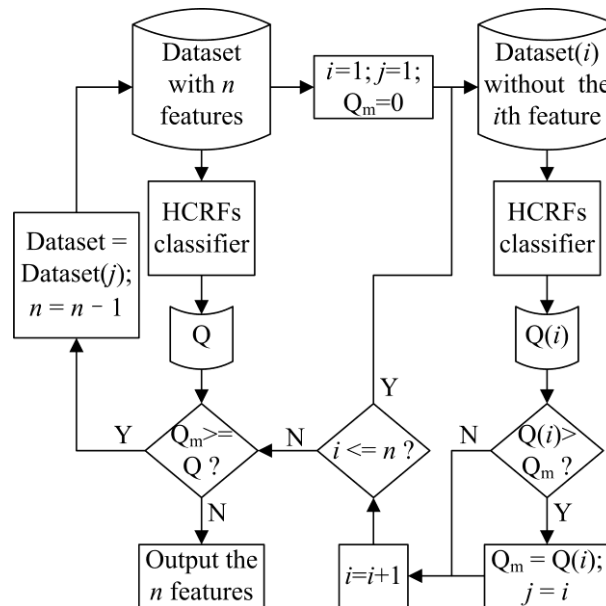 Dataset
with n
features
i=1; j=1;
Qm=0
Dataset(i)
without the
ith feature
HCRFs
classifier
HCRFs
classifier
Dataset =
Dataset(j);
n = n - 1
Q
Q(i)
Y
Y
Qm>=
Q ?
N
i <= n ?
N
Q(i)>
Qm ?
N
Y
Output the
n features
i=i+1
Qm = Q(i);
j = i